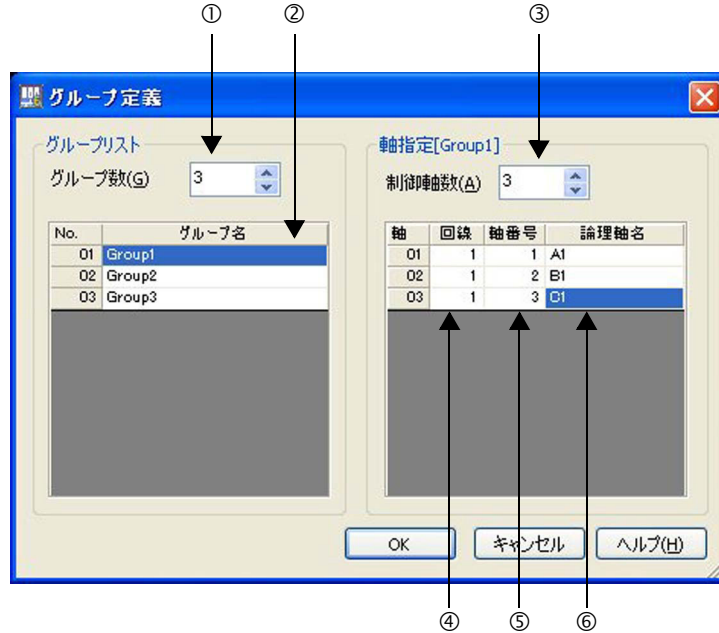 ① ② ③
グループ定義
グループリスト
グループ数(G) 3
No. グループ名
01 Group1
02 Group2
03 Group3
軸指定[Group1]
制御軸数(A) 3
軸 回線 軸番号 論理軸名
01 1 1 A1
02 1 2 B1
03 1 3 C1
OK キャンセル ヘルプ(H)
④ ⑤ ⑥